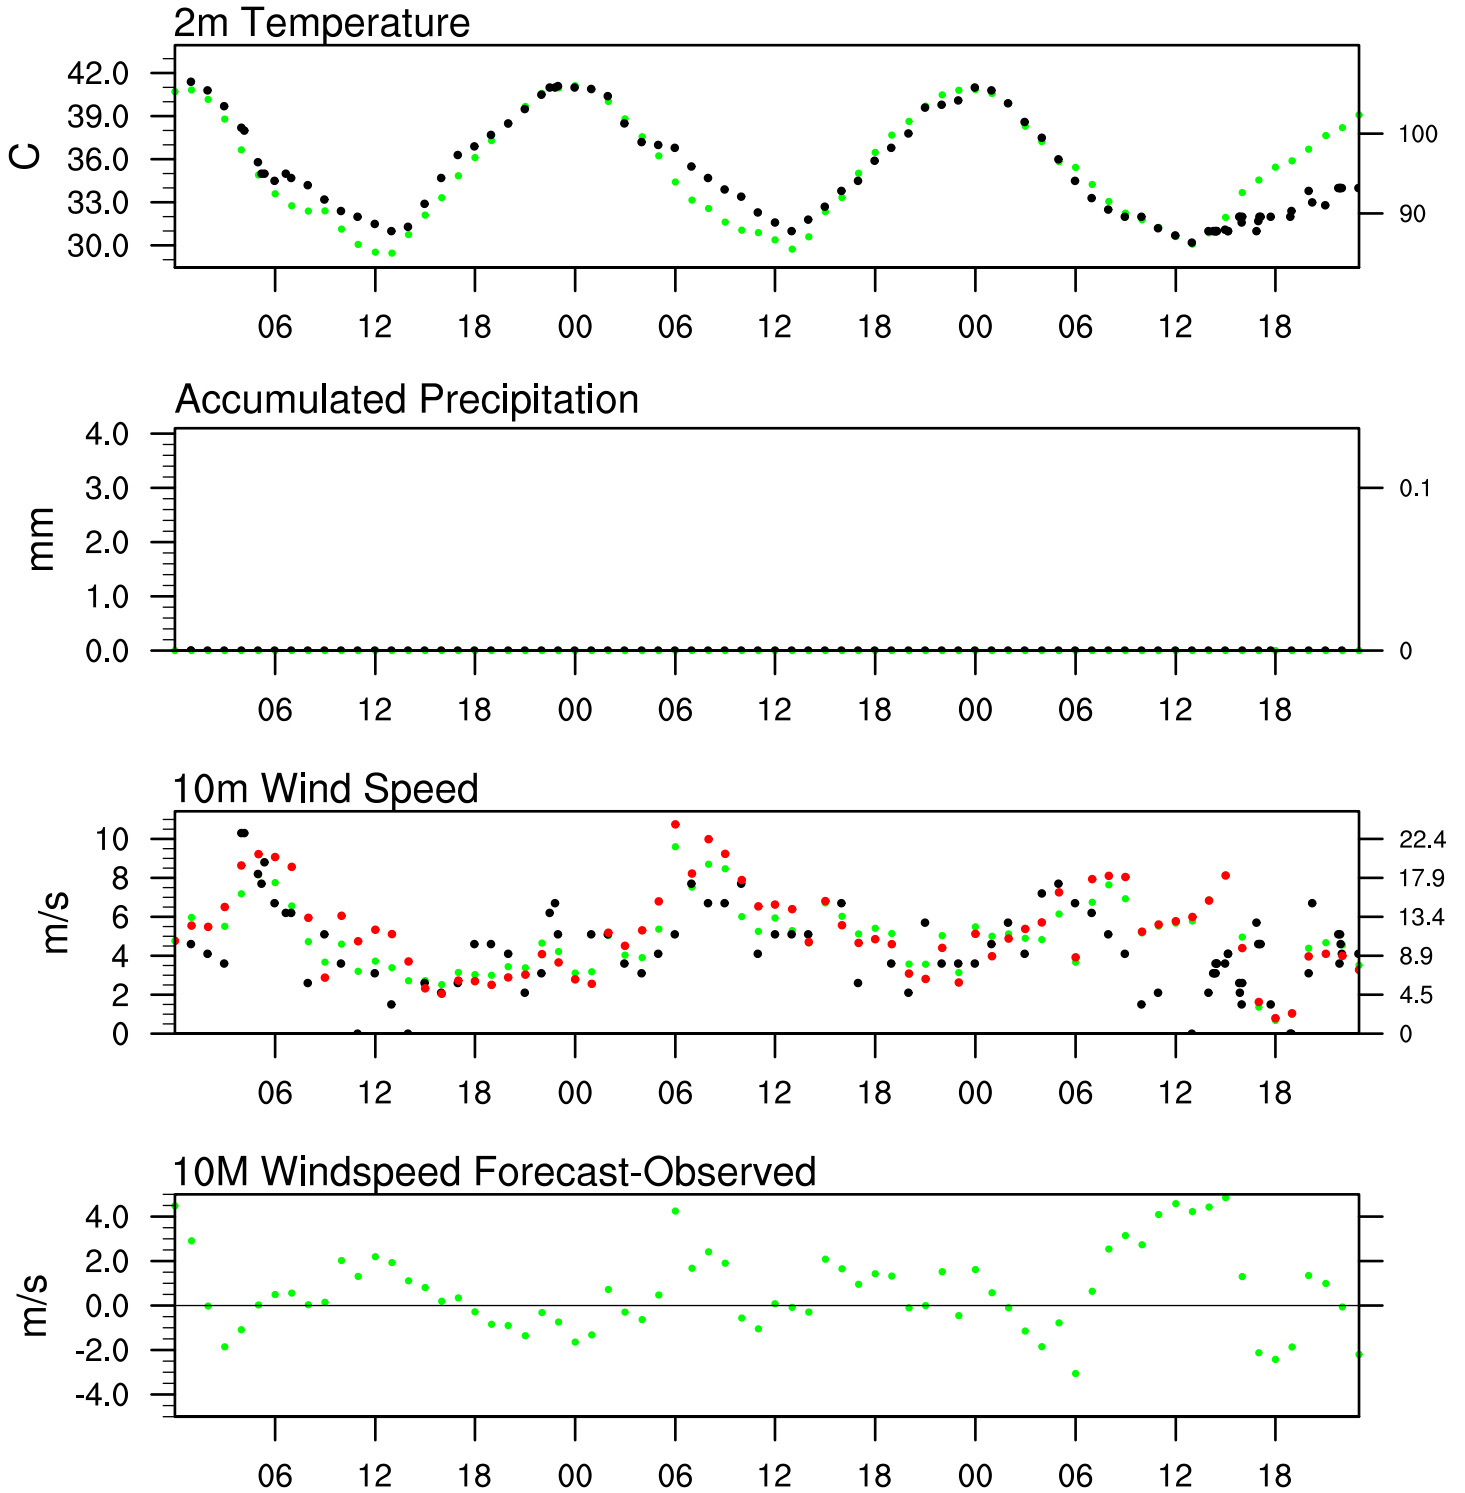 2m Temperature
42.0
39.0
36.0
33.0
30.0
C
100
90
06 12 18 00 06 12 18 00 06 12 18
Accumulated Precipitation
4.0
3.0
2.0
1.0
0.0
mm
0.1
0
06 12 18 00 06 12 18 00 06 12 18
10m Wind Speed
10
8
6
4
2
0
m/s
22.4
17.9
13.4
8.9
4.5
0
06 12 18 00 06 12 18 00 06 12 18
10M Windspeed Forecast-Observed
4.0
2.0
0.0
-2.0
-4.0
m/s
06 12 18 00 06 12 18 00 06 12 18